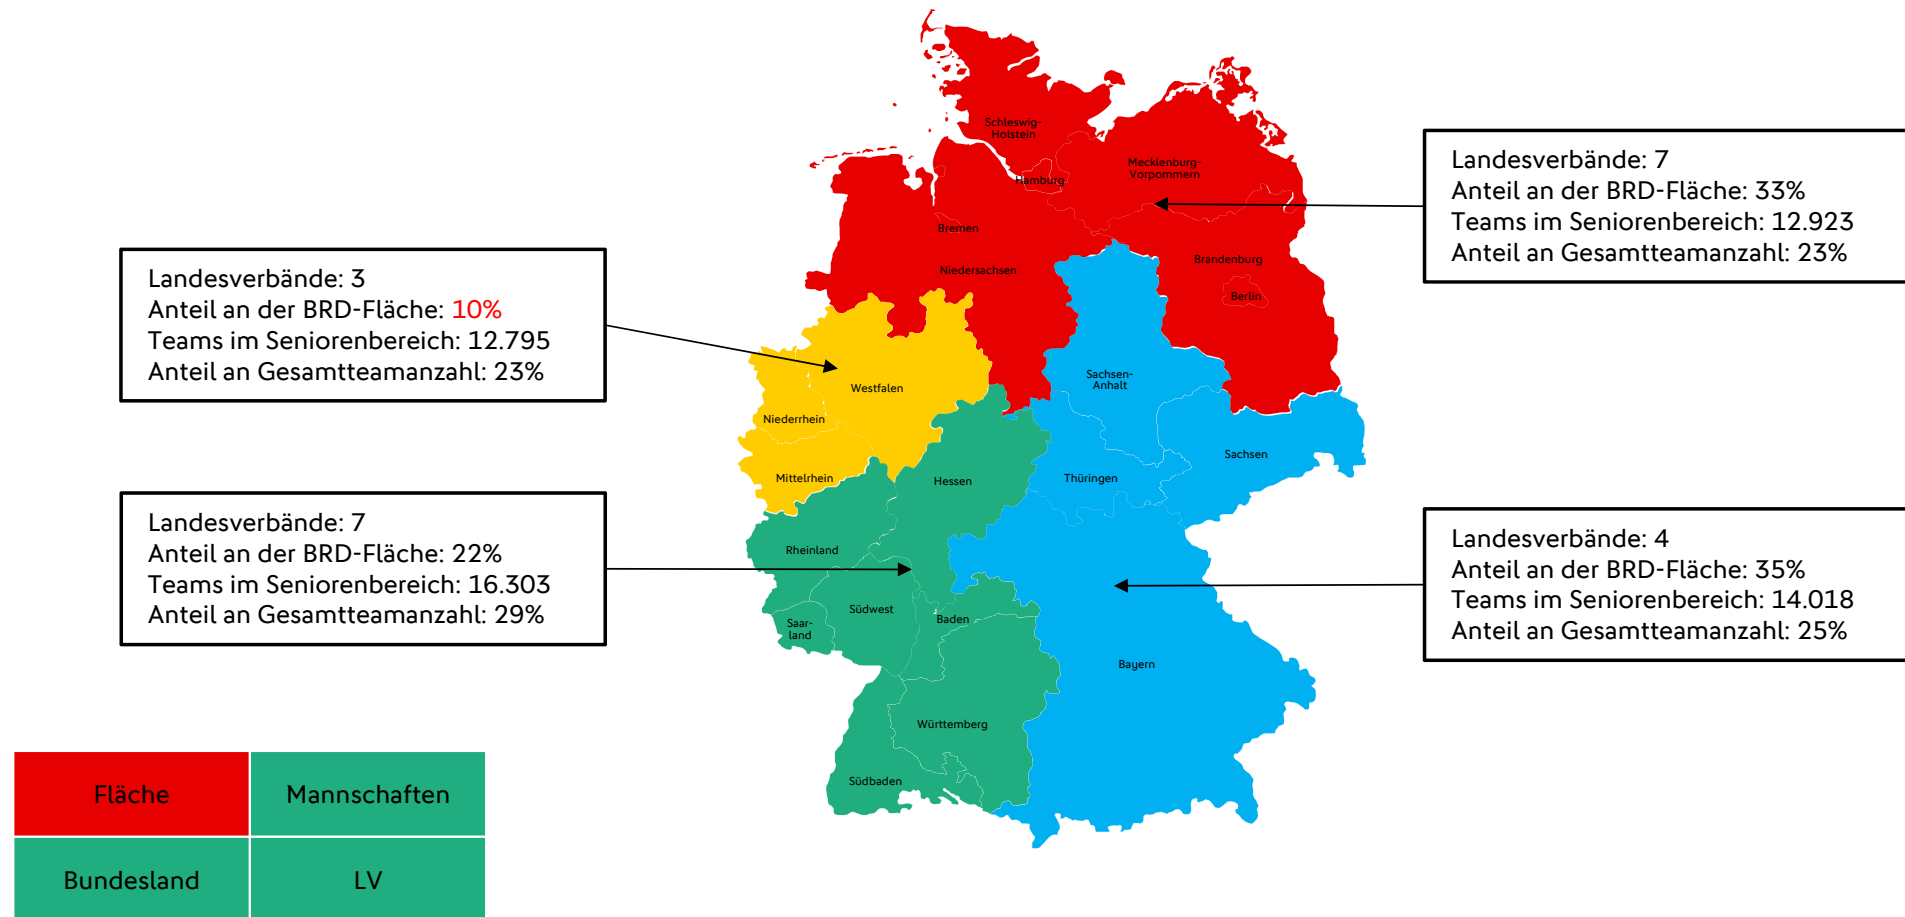 Schleswig-
Holstein
Hamburg
Mecklenburg-
Vorpommern
Bremen
Niedersachsen
Brandenburg
Berlin
Landesverbände: 7
Anteil an der BRD-Fläche: 33%
Teams im Seniorenbereich: 12.923
Anteil an Gesamtteamanzahl: 23%
Landesverbände: 3
Anteil an der BRD-Fläche: 10%
Teams im Seniorenbereich: 12.795
Anteil an Gesamtteamanzahl: 23%
Westfalen
Niederrhein
Mittelrhein
Sachsen-
Anhalt
Sachsen
Thüringen
Hessen
Landesverbände: 7
Anteil an der BRD-Fläche: 22%
Teams im Seniorenbereich: 16.303
Anteil an Gesamtteamanzahl: 29%
Rheinland
Südwest
Saar-
land
Baden
Württemberg
Südbaden
Bayern
Landesverbände: 4
Anteil an der BRD-Fläche: 35%
Teams im Seniorenbereich: 14.018
Anteil an Gesamtteamanzahl: 25%
Fläche
Mannschaften
Bundesland
LV